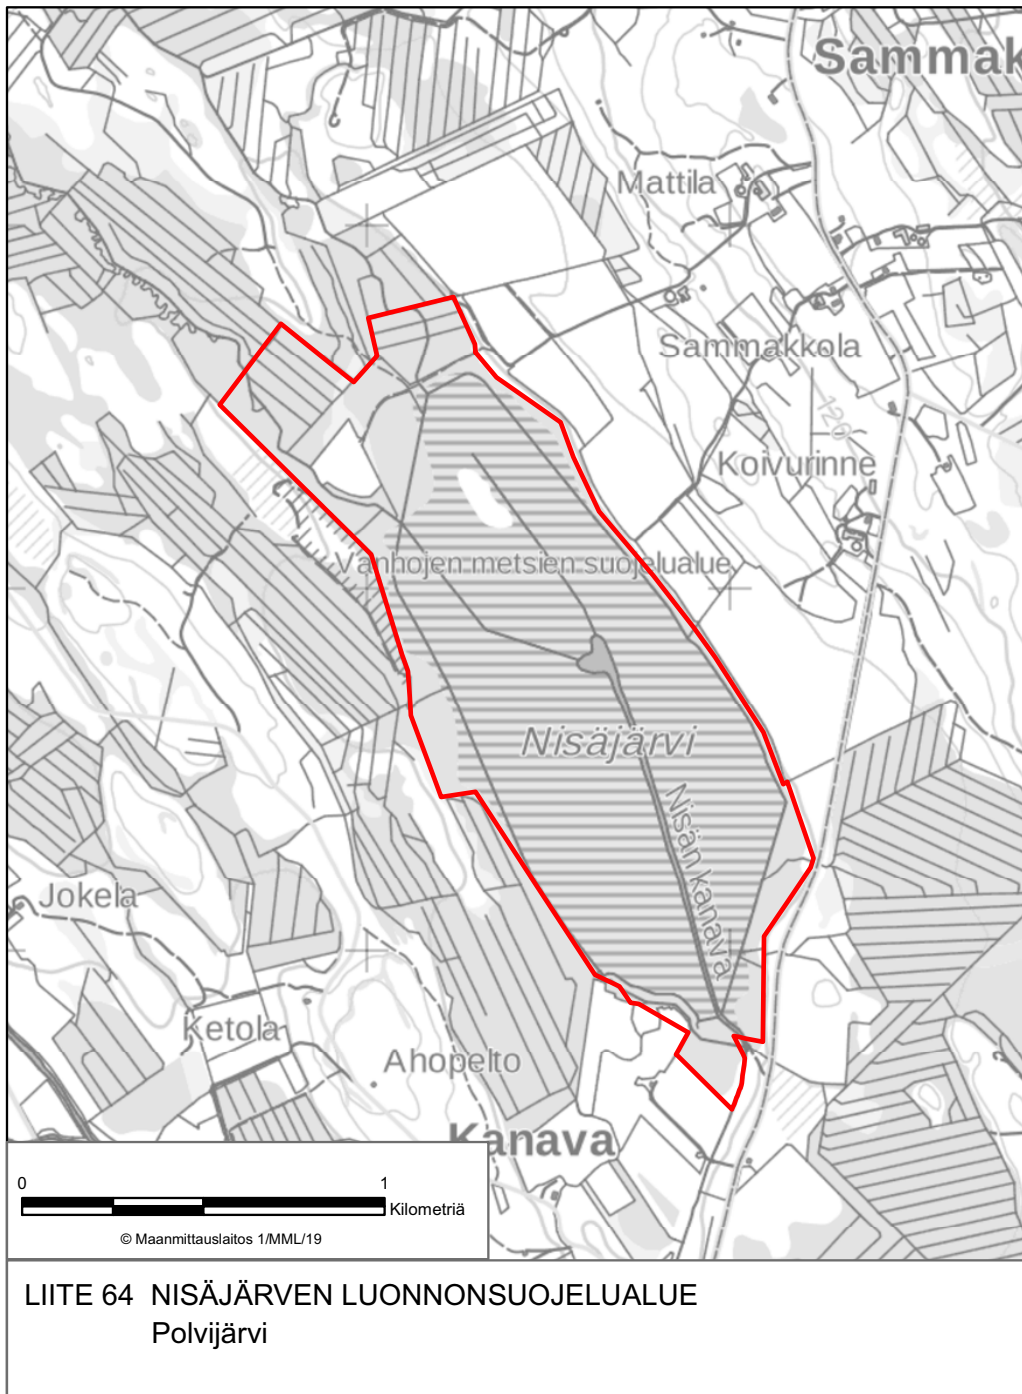 Sammak
Mattila
Sammakkola
120
Koivurinne
Vanhojen metsien suojelualue
Nisäjärvi
Nisän kanava
Jokela
Ketola
Ahopelto
Kanava
0 1
Kilometriä
© Maanmittauslaitos 1/MML/19
LIITE 64 NISÄJÄRVEN LUONNONSUOJELUALUE
Polvijärvi